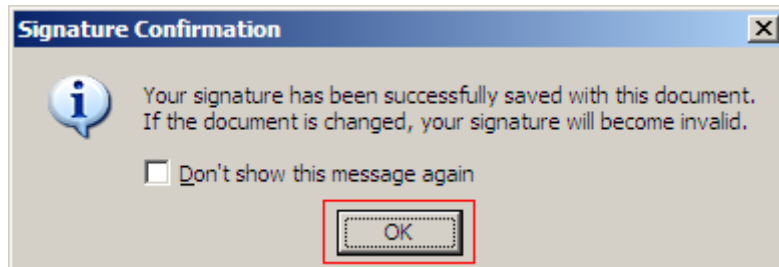 Signature Confirmation
Your signature has been successfully saved with this document.
If the document is changed, your signature will become invalid.
Don't show this message again
OK